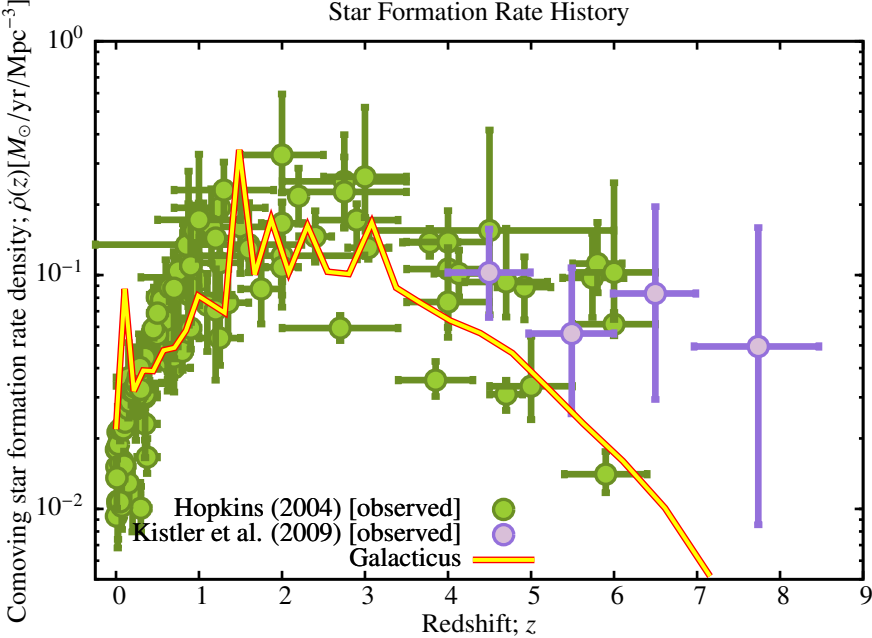 Star Formation Rate History
Comoving star formation rate density; ρ̇(z)[M⊙/yr/Mpc⁻³]
10⁰
10⁻¹
10⁻²
Hopkins (2004) [observed]
Kistler et al. (2009) [observed]
Galacticus
0 1 2 3 4 5 6 7 8 9
Redshift; z